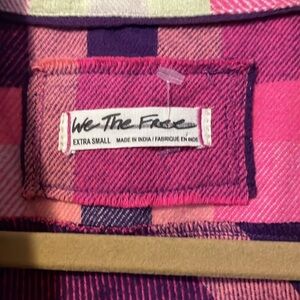 We The Free
EXTRA SMALL MADE IN INDIA / FABRIQUÉ EN INDE